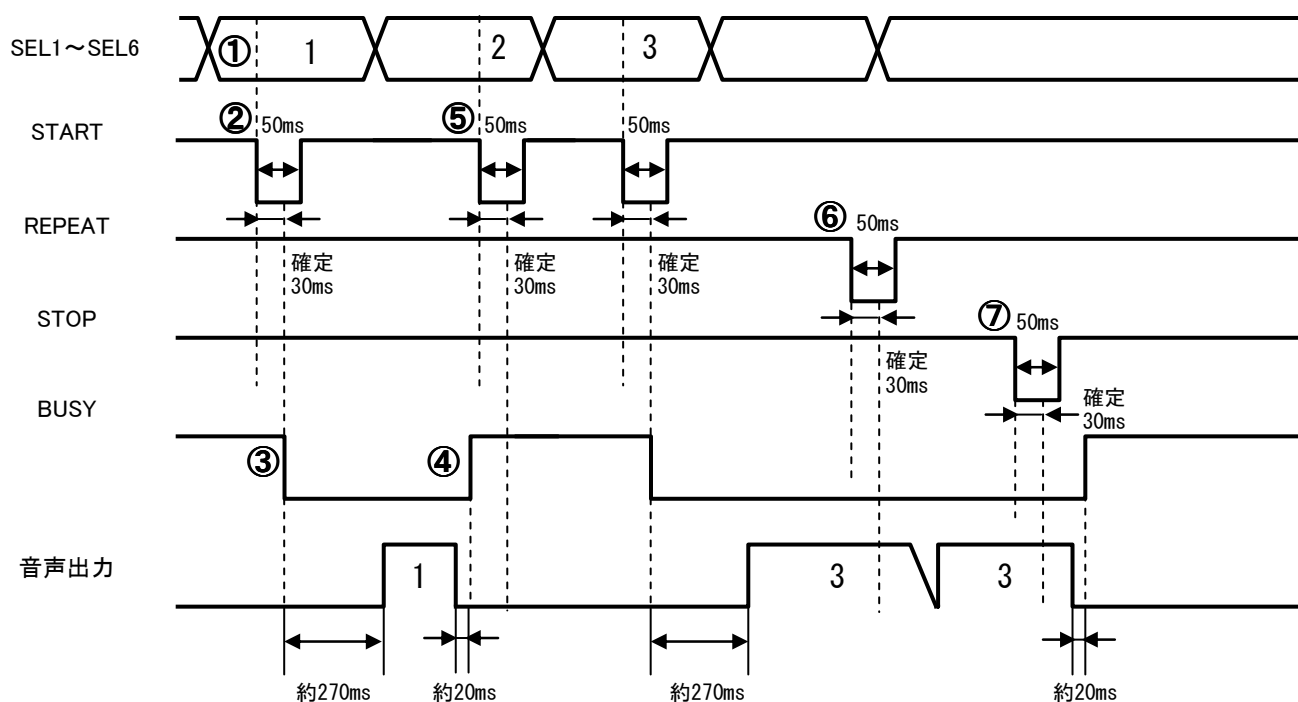 SEL1～SEL6
① 1 2 3
START
② 50ms ⑤ 50ms 50ms
REPEAT
⑥ 50ms
確定
30ms
確定
30ms
確定
30ms
STOP
⑦ 50ms
確定
30ms
BUSY
確定
30ms
③ ④
音声出力
1 3 3
約270ms 約20ms 約270ms 約20ms